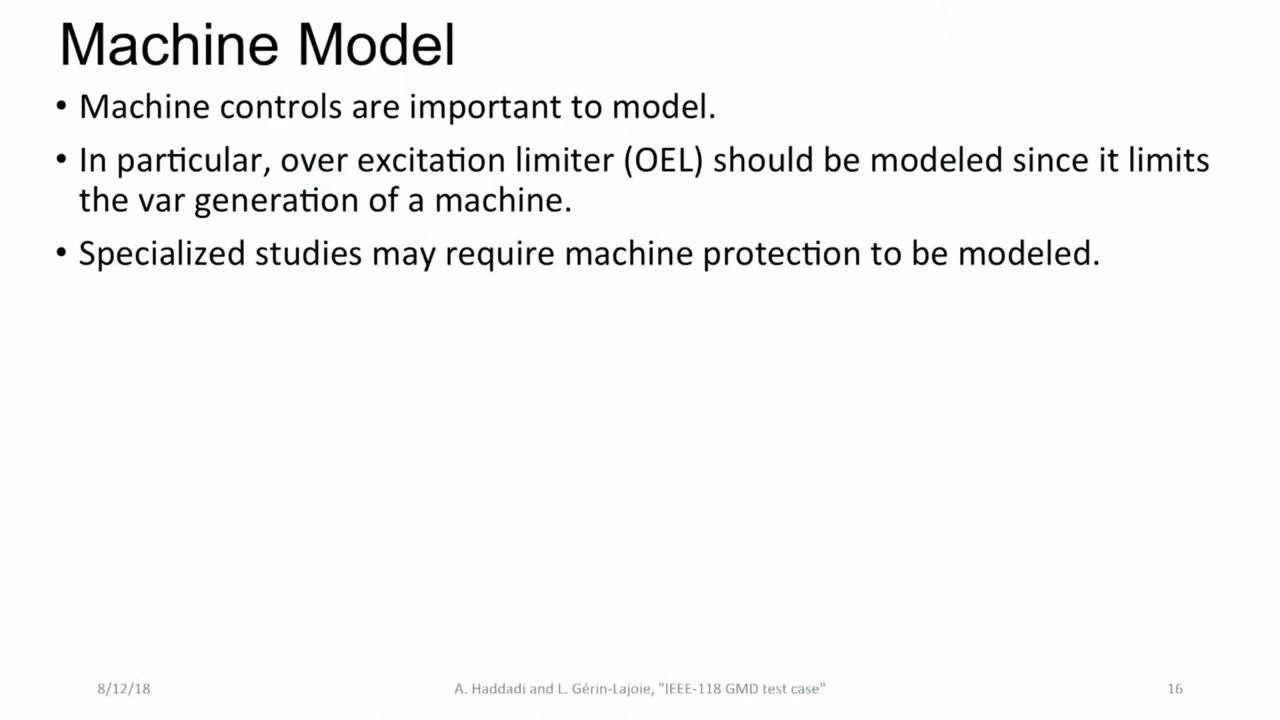 Machine Model
• Machine controls are important to model.
• In particular, over excitation limiter (OEL) should be modeled since it limits
the var generation of a machine.
• Specialized studies may require machine protection to be modeled.
8/12/18
A. Haddadi and L. Gérin-Lajoie, "IEEE-118 GMD test case"
16